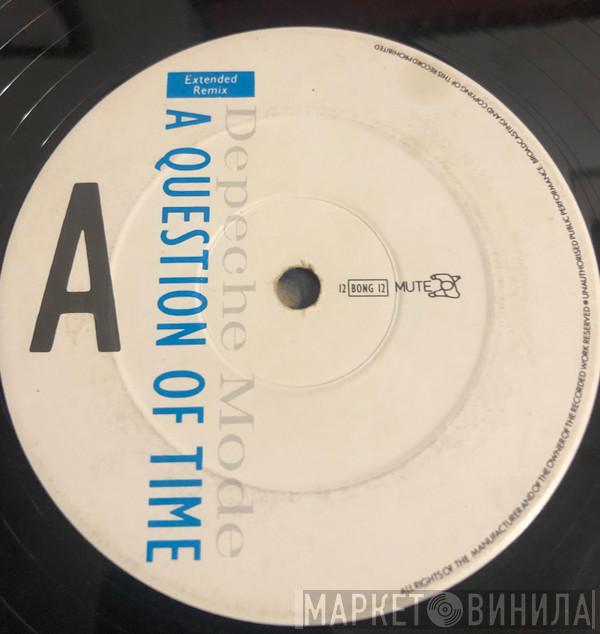 Extended
Remix
A QUESTION OF TIME
Depeche Mode
A
12 BONG 12 MUTE
ALL RIGHTS OF THE MANUFACTURER AND OF THE OWNER OF THE RECORDED WORK RESERVED ● UNAUTHORISED PUBLIC PERFORMANCE BROADCASTING AND COPYING OF THIS RECORD PROHIBITED
МАРКЕТ ВИНИЛА